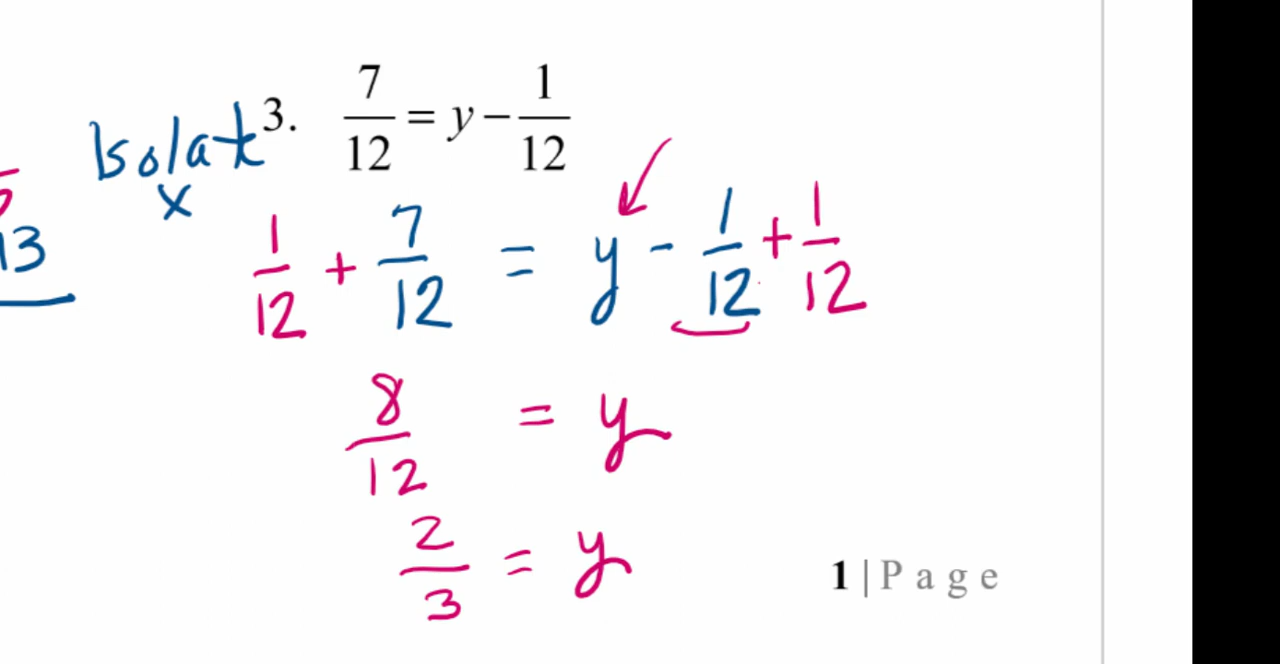 3. 7/12 = y − 1/12
Isolate
x
13
1/12 + 7/12 = y - 1/12 + 1/12
8/12 = y
2/3 = y
1 | Page